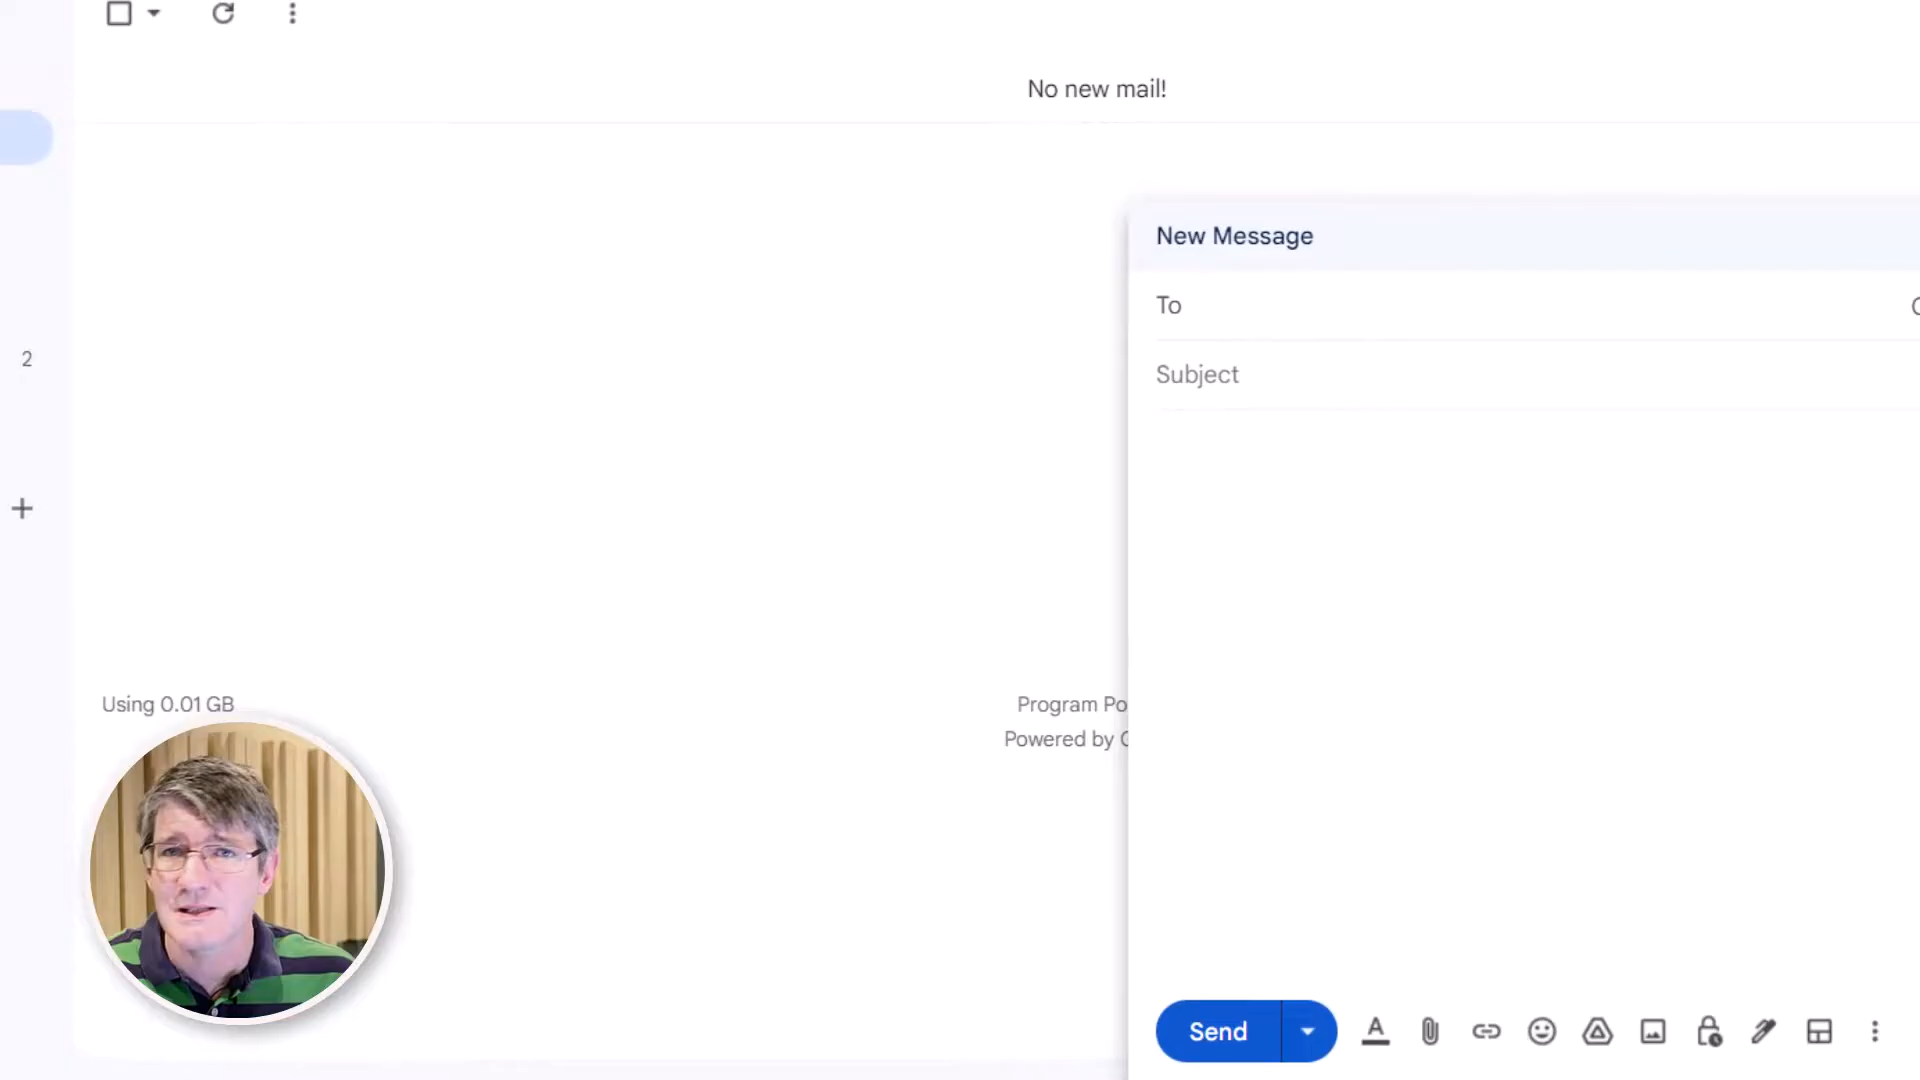 No new mail!
New Message
To
Subject
2
Using 0.01 GB
Program Po
Powered by
Send